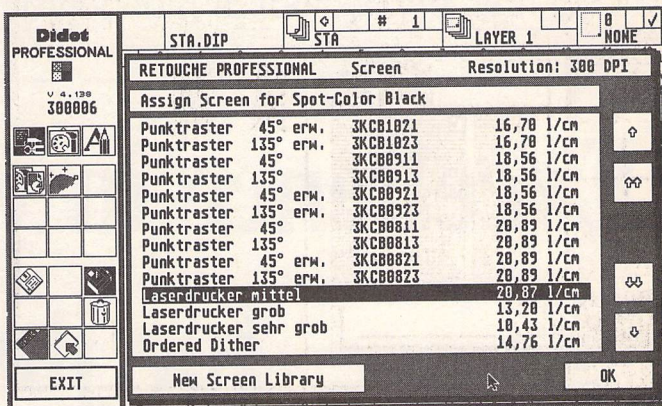 Didot
PROFESSIONAL
V 4.130
300006
STA.DIP
STA
# 1
LAYER 1
0
NONE
RETOUCHE PROFESSIONAL Screen Resolution: 300 DPI
Assign Screen for Spot-Color Black
Punktraster 45° erw. 3KCB1021 16,70 l/cm
Punktraster 135° erw. 3KCB1023 16,70 l/cm
Punktraster 45° 3KCB0911 18,56 l/cm
Punktraster 135° 3KCB0913 18,56 l/cm
Punktraster 45° erw. 3KCB0921 18,56 l/cm
Punktraster 135° erw. 3KCB0923 18,56 l/cm
Punktraster 45° 3KCB0811 20,89 l/cm
Punktraster 135° 3KCB0813 20,89 l/cm
Punktraster 45° erw. 3KCB0821 20,89 l/cm
Punktraster 135° erw. 3KCB0823 20,89 l/cm
Laserdrucker mittel 20,87 l/cm
Laserdrucker grob 13,20 l/cm
Laserdrucker sehr grob 10,43 l/cm
Ordered Dither 14,76 l/cm
EXIT
New Screen Library
OK